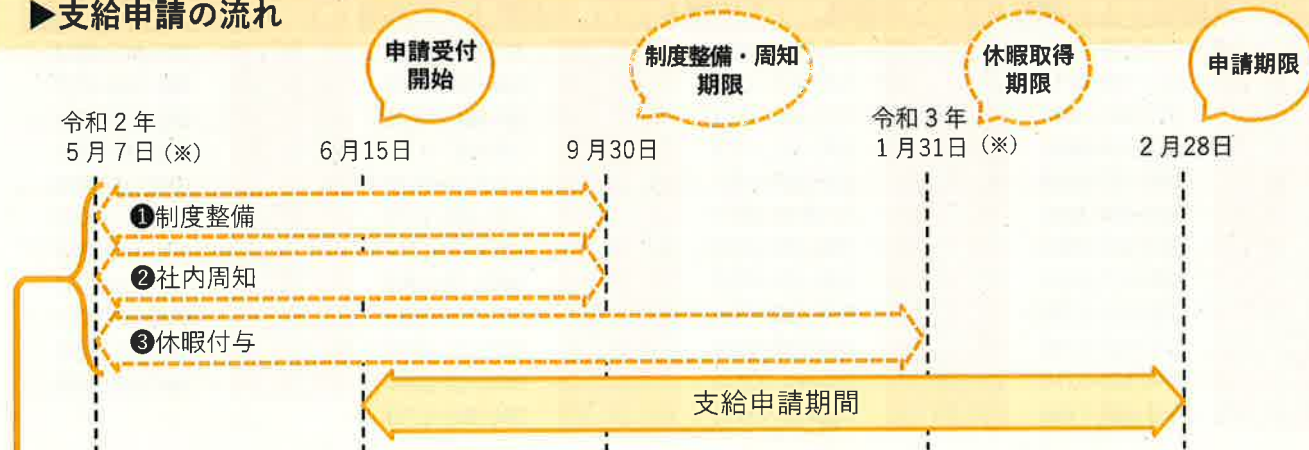 ▶支給申請の流れ
申請受付
開始
制度整備・周知
期限
休暇取得
期限
申請期限
令和2年
5月7日(※)
6月15日
9月30日
令和3年
1月31日(※)
2月28日
❶制度整備
❷社内周知
❸休暇付与
支給申請期間